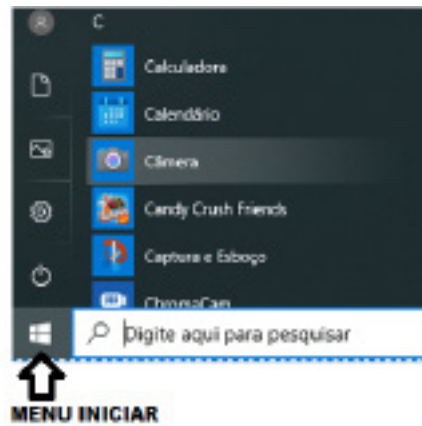 C
Calculadora
Calendário
Câmera
Candy Crush Friends
Captura e Esboço
ChromaCam
Digite aqui para pesquisar
MENU INICIAR